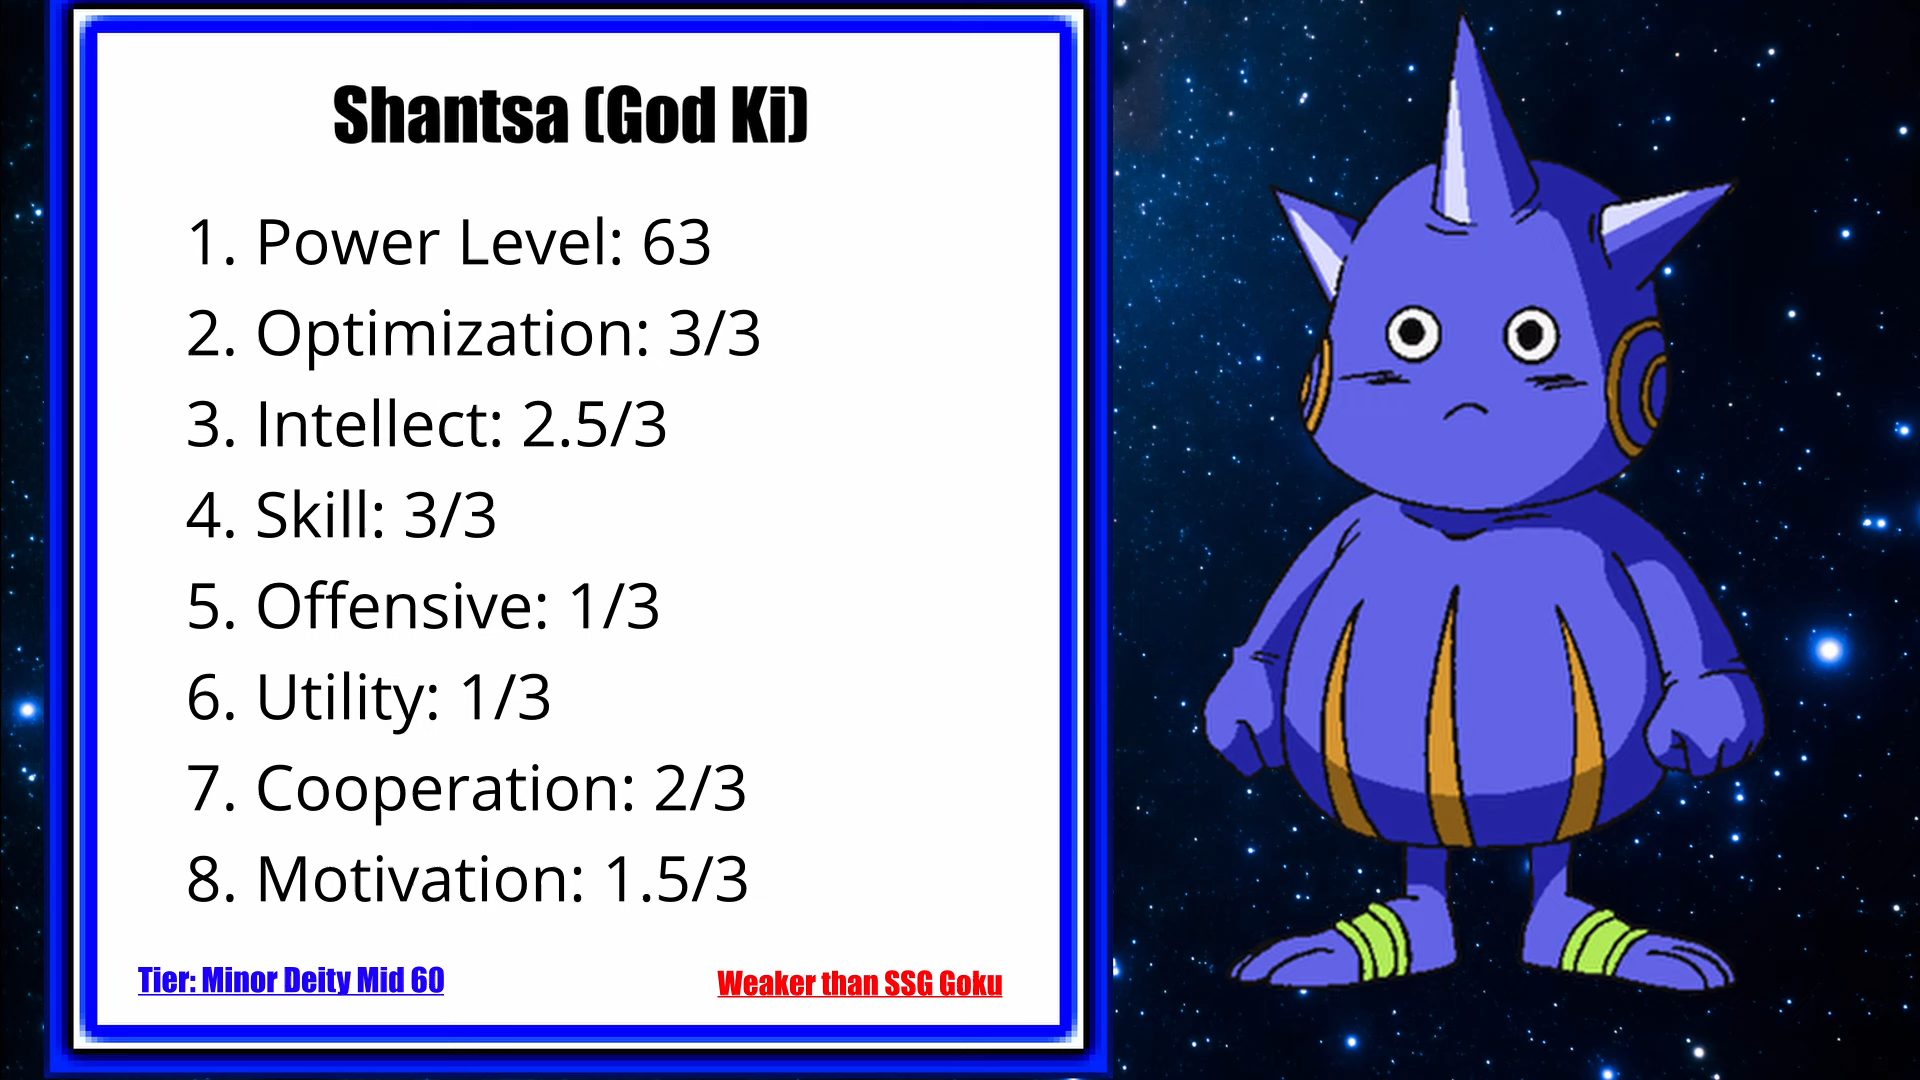 Shantsa (God Ki)
1. Power Level: 63
2. Optimization: 3/3
3. Intellect: 2.5/3
4. Skill: 3/3
5. Offensive: 1/3
6. Utility: 1/3
7. Cooperation: 2/3
8. Motivation: 1.5/3
Tier: Minor Deity Mid 60
Weaker than SSG Goku